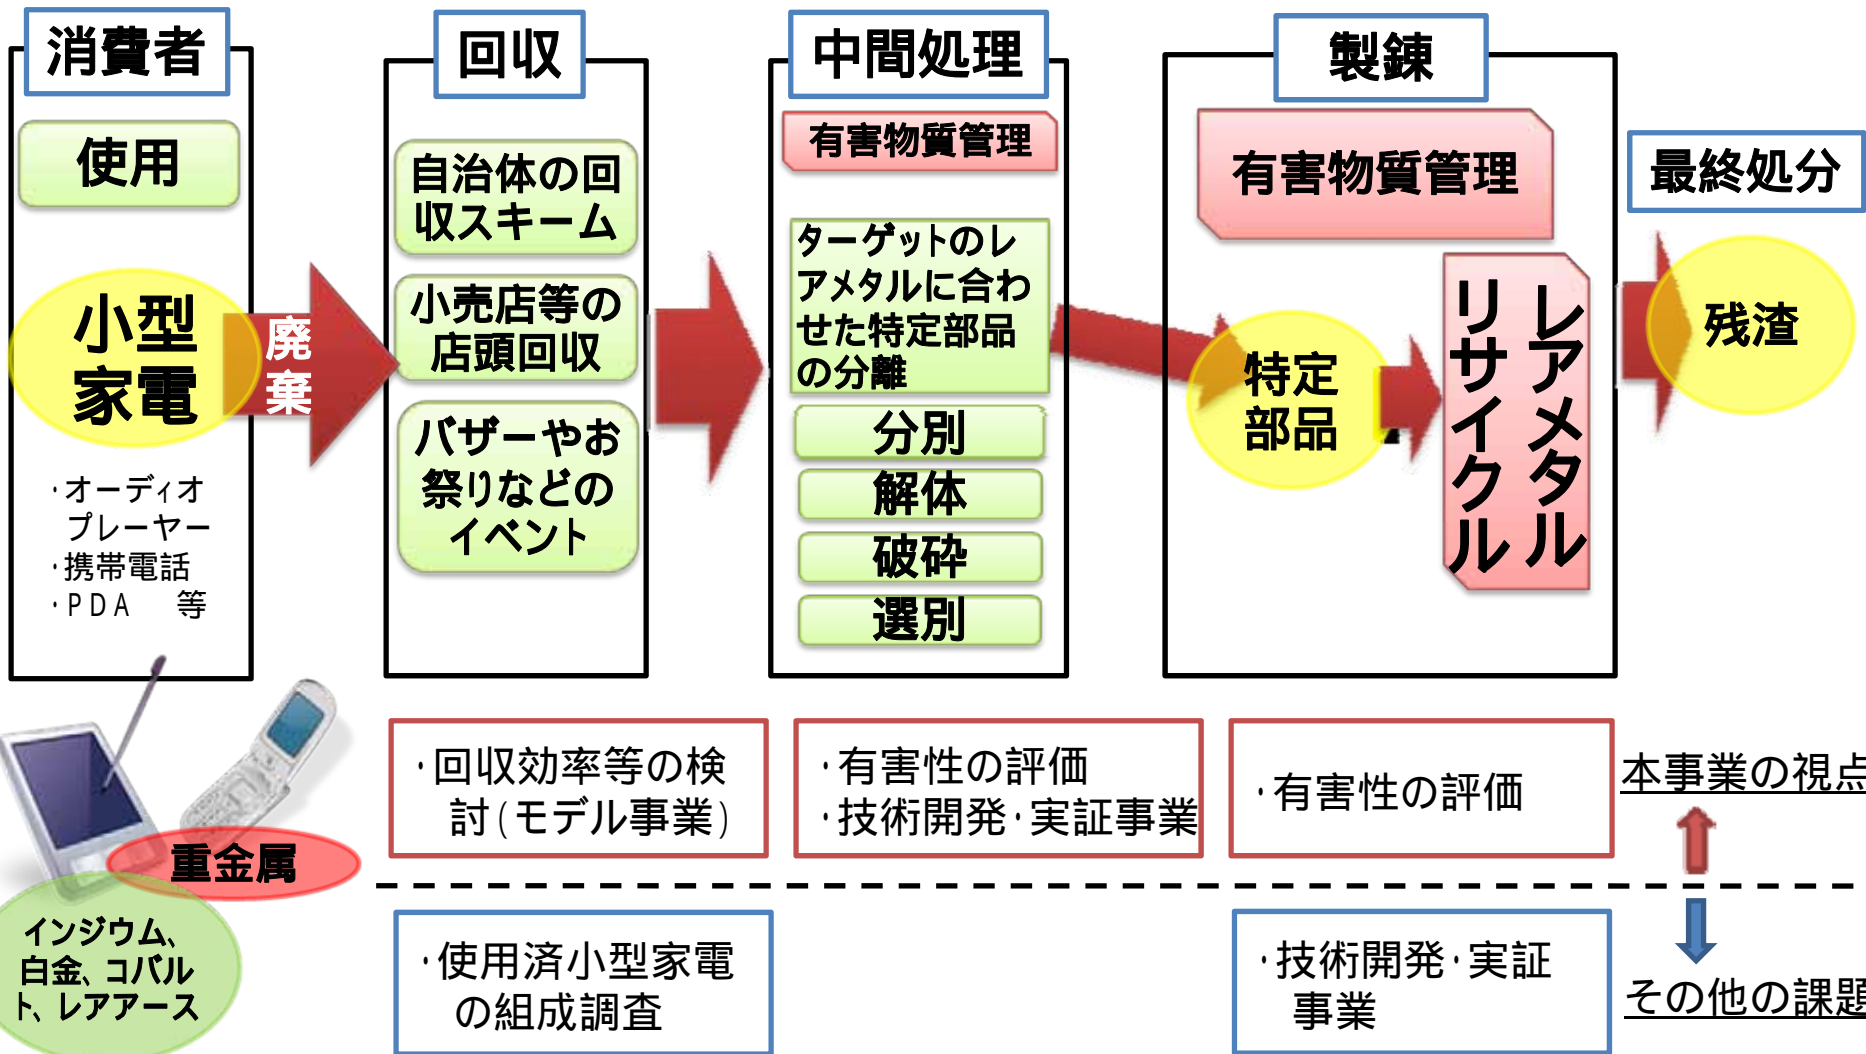 消費者
使用
小型
家電
廃
棄
・オーディオ
プレーヤー
・携帯電話
・PDA 等
重金属
インジウム、
白金、コバル
ト、レアアース
回収
自治体の回
収スキーム
小売店等の
店頭回収
バザーやお
祭りなどの
イベント
中間処理
有害物質管理
ターゲットのレ
アメタルに合わ
せた特定部品
の分離
分別
解体
破砕
選別
製錬
有害物質管理
特定
部品
レアメタル
リサイクル
最終処分
残渣
・回収効率等の検
討(モデル事業)
・有害性の評価
・技術開発・実証事業
・有害性の評価
本事業の視点
・使用済小型家電
の組成調査
・技術開発・実証
事業
その他の課題